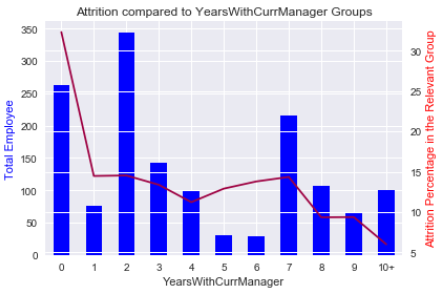 Attrition compared to YearsWithCurrManager Groups
350
300
250
200
150
100
50
0
Total Employee
30
25
20
15
10
5
Attrition Percentage in the Relevant Group
0 1 2 3 4 5 6 7 8 9 10+
YearsWithCurrManager